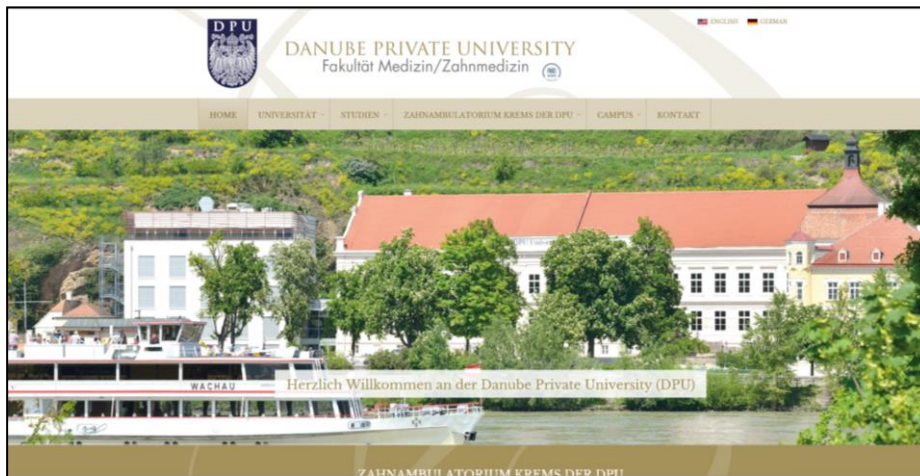 DPU
ENGLISH GERMAN
DANUBE PRIVATE UNIVERSITY
Fakultät Medizin/Zahnmedizin
HOME UNIVERSITÄT STUDIEN ZAHNAMBULATORIUM KREMS DER DPU CAMPUS KONTAKT
WACHAU
Herzlich Willkommen an der Danube Private University (DPU)
ZAHNAMBULATORIUM KREMS DER DPU